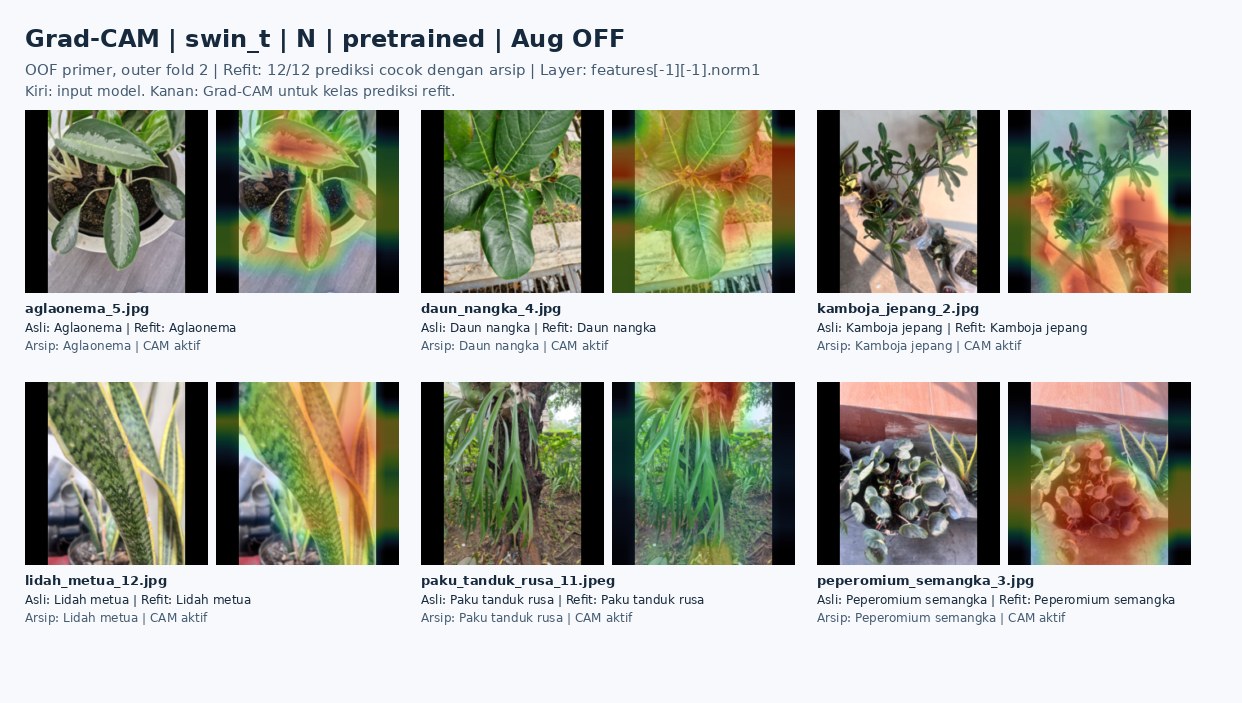 Grad-CAM | swin_t | N | pretrained | Aug OFF
OOF primer, outer fold 2 | Refit: 12/12 prediksi cocok dengan arsip | Layer: features[-1][-1].norm1
Kiri: input model. Kanan: Grad-CAM untuk kelas prediksi refit.
aglaonema_5.jpg
Asli: Aglaonema | Refit: Aglaonema
Arsip: Aglaonema | CAM aktif
daun_nangka_4.jpg
Asli: Daun nangka | Refit: Daun nangka
Arsip: Daun nangka | CAM aktif
kamboja_jepang_2.jpg
Asli: Kamboja jepang | Refit: Kamboja jepang
Arsip: Kamboja jepang | CAM aktif
lidah_metua_12.jpg
Asli: Lidah metua | Refit: Lidah metua
Arsip: Lidah metua | CAM aktif
paku_tanduk_rusa_11.jpeg
Asli: Paku tanduk rusa | Refit: Paku tanduk rusa
Arsip: Paku tanduk rusa | CAM aktif
peperomium_semangka_3.jpg
Asli: Peperomium semangka | Refit: Peperomium semangka
Arsip: Peperomium semangka | CAM aktif